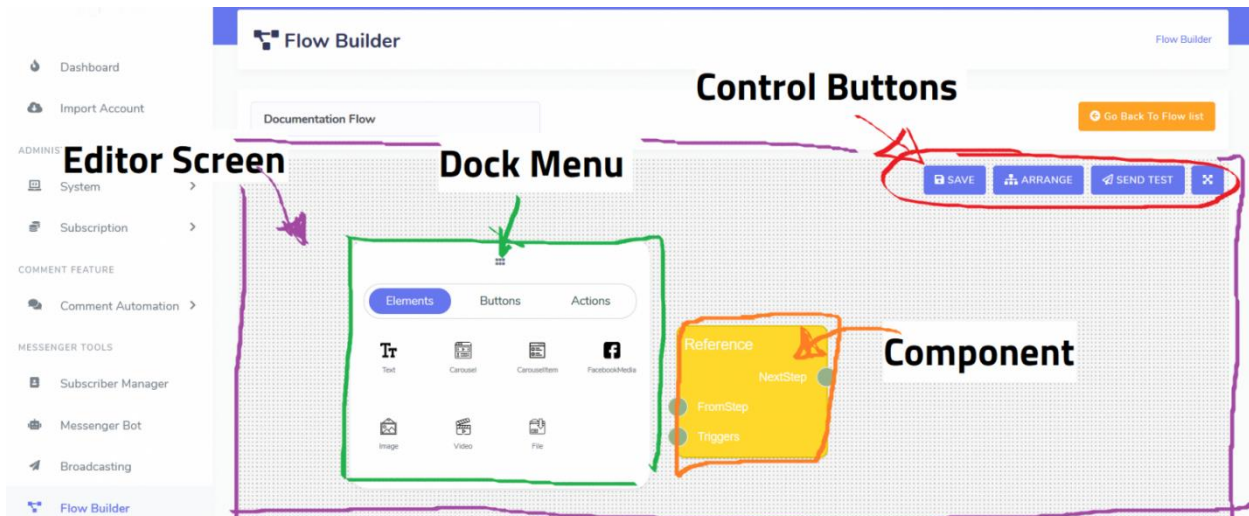 Flow Builder
Flow Builder
Dashboard
Import Account
Control Buttons
Documentation Flow
Go Back To Flow list
ADMINIS
Editor Screen
Dock Menu
System
SAVE
ARRANGE
SEND TEST
Subscription
COMMENT FEATURE
Elements
Buttons
Actions
Comment Automation
MESSENGER TOOLS
Tт
Text
Carousel
CarouselItem
FacebookMedia
Reference
Component
NextStep
Subscriber Manager
FromStep
Messenger Bot
Triggers
Image
Video
File
Broadcasting
Flow Builder